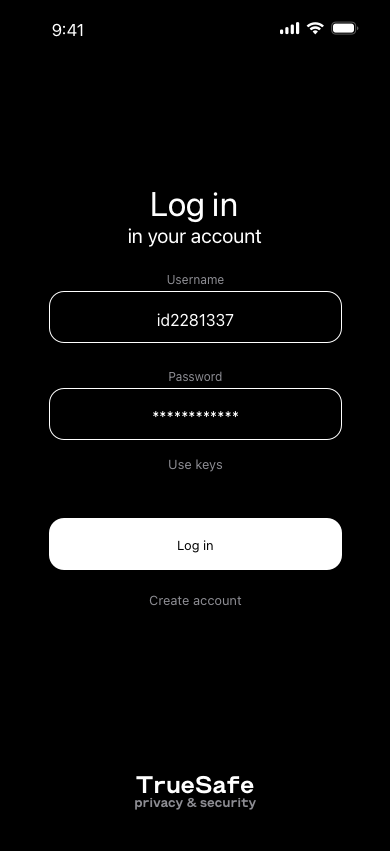 9:41
Log in
in your account
Username
id2281337
Password
************
Use keys
Log in
Create account
TrueSafe
privacy & security